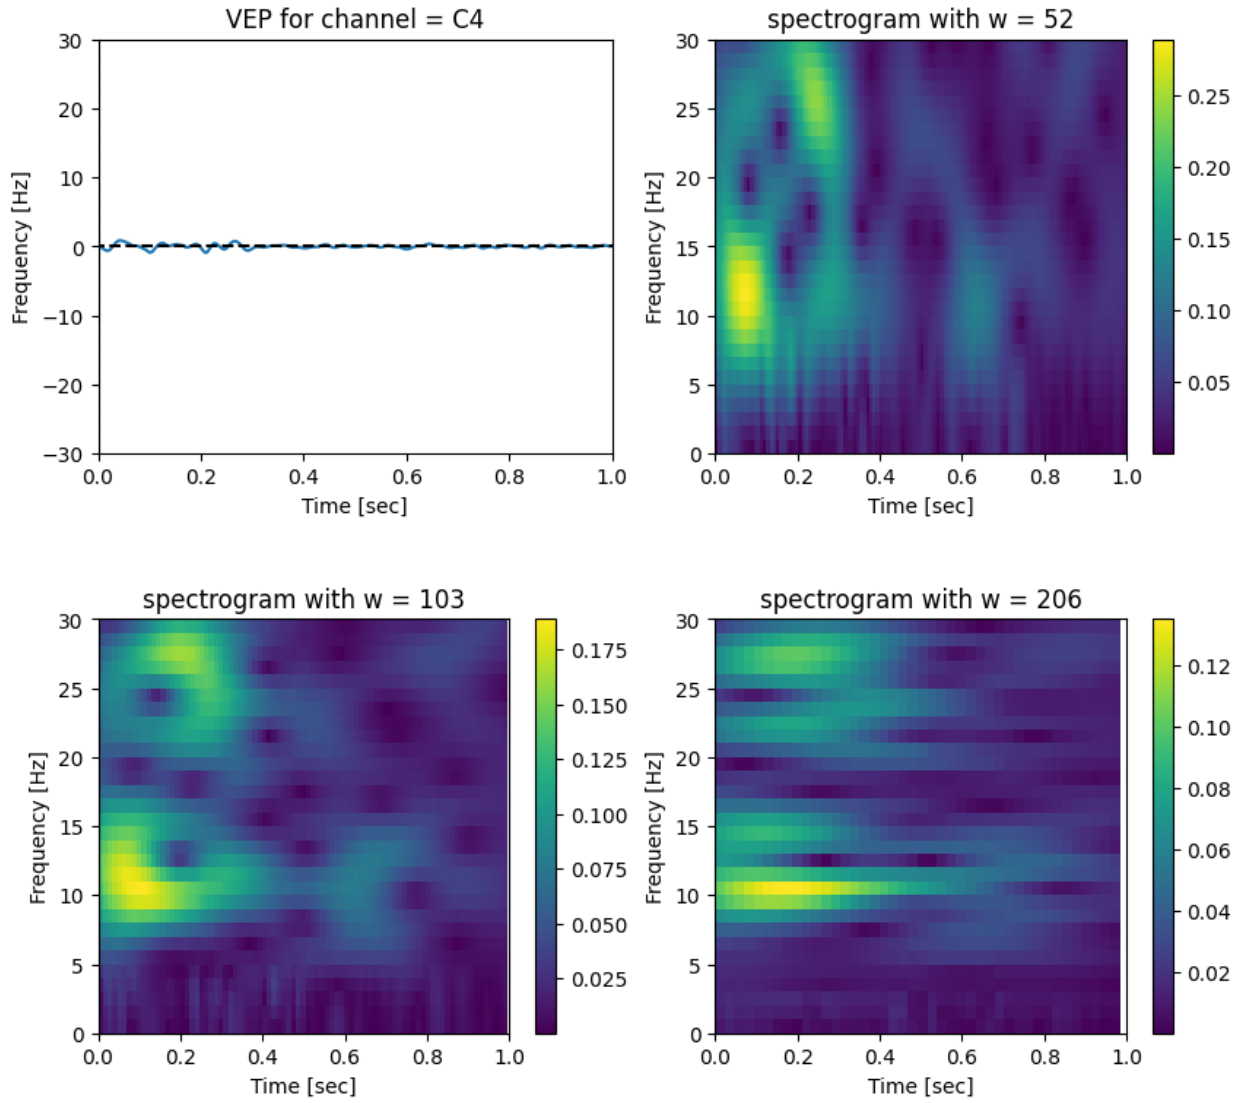 VEP for channel = C4
30
20
10
0
−10
−20
−30
Frequency [Hz]
0.0 0.2 0.4 0.6 0.8 1.0
Time [sec]
spectrogram with w = 52
30
25
20
15
10
5
0
Frequency [Hz]
0.0 0.2 0.4 0.6 0.8 1.0
Time [sec]
0.25
0.20
0.15
0.10
0.05
spectrogram with w = 103
30
25
20
15
10
5
0
Frequency [Hz]
0.0 0.2 0.4 0.6 0.8 1.0
Time [sec]
0.175
0.150
0.125
0.100
0.075
0.050
0.025
spectrogram with w = 206
30
25
20
15
10
5
0
Frequency [Hz]
0.0 0.2 0.4 0.6 0.8 1.0
Time [sec]
0.12
0.10
0.08
0.06
0.04
0.02